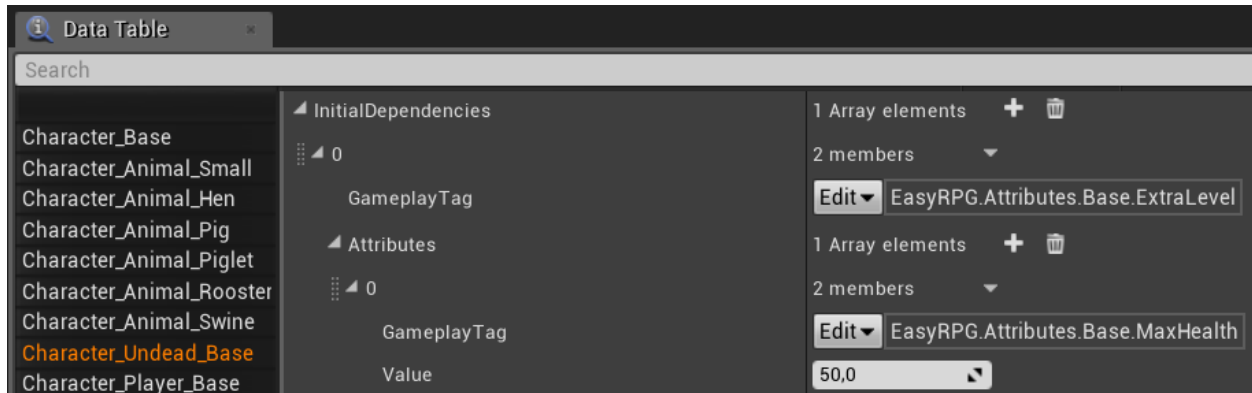 Data Table
Search
InitialDependencies 1 Array elements
Character_Base
0 2 members
Character_Animal_Small
Character_Animal_Hen GameplayTag Edit EasyRPG.Attributes.Base.ExtraLevel
Character_Animal_Pig
Attributes 1 Array elements
Character_Animal_Piglet
Character_Animal_Rooster 0 2 members
Character_Animal_Swine
GameplayTag Edit EasyRPG.Attributes.Base.MaxHealth
Character_Undead_Base
Character_Player_Base Value 50,0